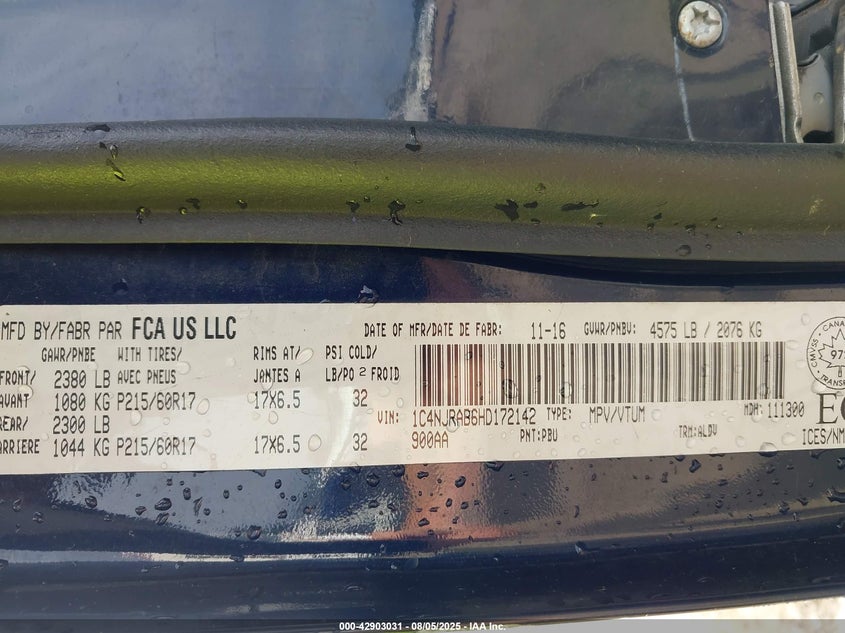 MFD BY/FABR PAR FCA US LLC DATE OF MFR/DATE DE FABR: 11-16 GVWR/PNBV: 4575 LB / 2076 KG
GAWR/PNBE WITH TIRES/ RIMS AT/ PSI COLD/
FRONT/ 2380 LB AVEC PNEUS JANTES A LB/PO 2 FROID
AVANT 1080 KG P215/60R17 17X6.5 32 VIN: 1C4NJRAB6HD172142 TYPE: MPV/VTUM MDH: 111300
REAR/ 2300 LB 900AA PNT: PBU TRM: ALDV
ARRIERE 1044 KG P215/60R17 17X6.5 32 ICES/NM
CMVSS CANA
TRANSPO
000-42903031 - 08/05/2025 - IAA Inc.